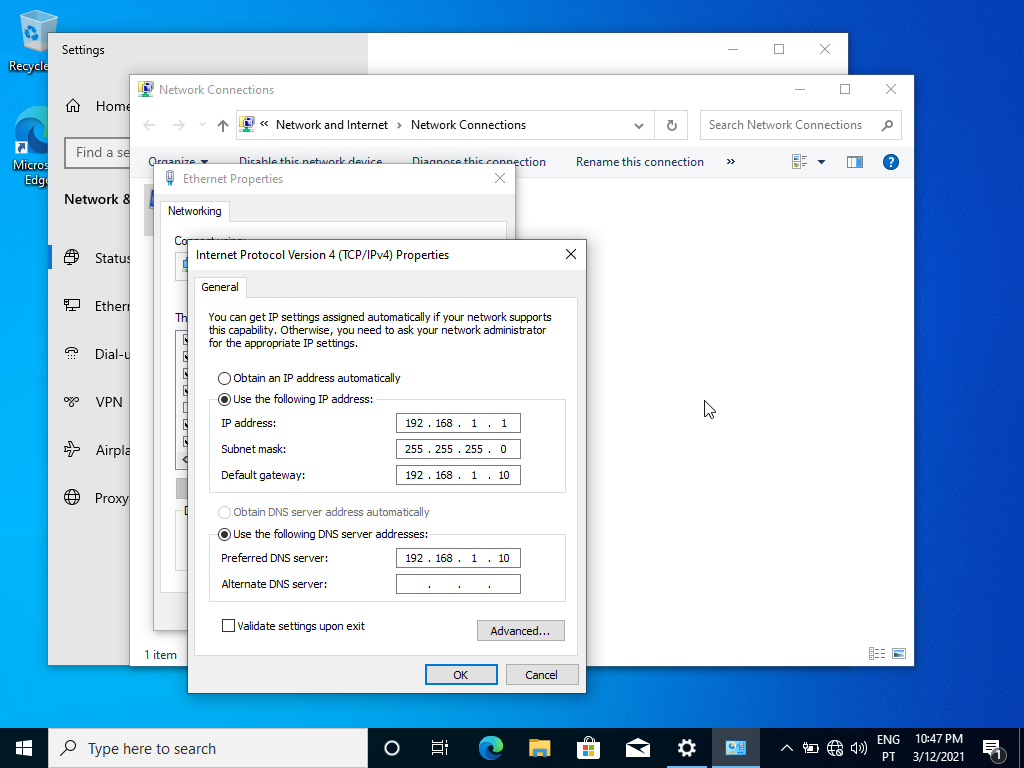 Recycle
Micros
Edge
Settings
Home
Find a se
Network &
Status
Ethern
Dial-u
VPN
Airpla
Proxy
Network Connections
Network and Internet
Network Connections
Search Network Connections
Organize
Disable this network device
Diagnose this connection
Rename this connection
»
?
1 item
Ethernet Properties
Networking
Connect using:
Th
Internet Protocol Version 4 (TCP/IPv4) Properties
General
You can get IP settings assigned automatically if your network supports
this capability. Otherwise, you need to ask your network administrator
for the appropriate IP settings.
Obtain an IP address automatically
Use the following IP address:
IP address: 192 . 168 . 1 . 1
Subnet mask: 255 . 255 . 255 . 0
Default gateway: 192 . 168 . 1 . 10
Obtain DNS server address automatically
Use the following DNS server addresses:
Preferred DNS server: 192 . 168 . 1 . 10
Alternate DNS server: . . .
Validate settings upon exit
Advanced...
OK
Cancel
Type here to search
ENG
PT
10:47 PM
3/12/2021
1